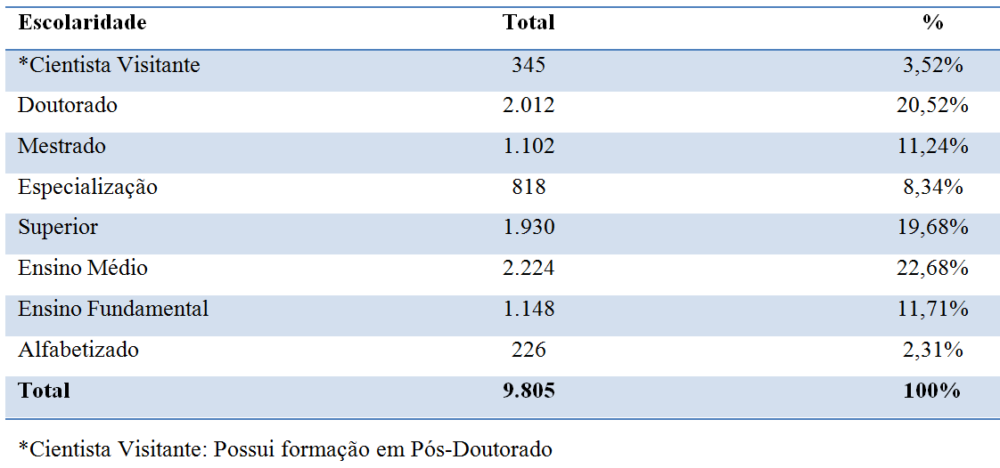 Escolaridade Total %
*Cientista Visitante 345 3,52%
Doutorado 2.012 20,52%
Mestrado 1.102 11,24%
Especialização 818 8,34%
Superior 1.930 19,68%
Ensino Médio 2.224 22,68%
Ensino Fundamental 1.148 11,71%
Alfabetizado 226 2,31%
Total 9.805 100%
*Cientista Visitante: Possui formação em Pós-Doutorado